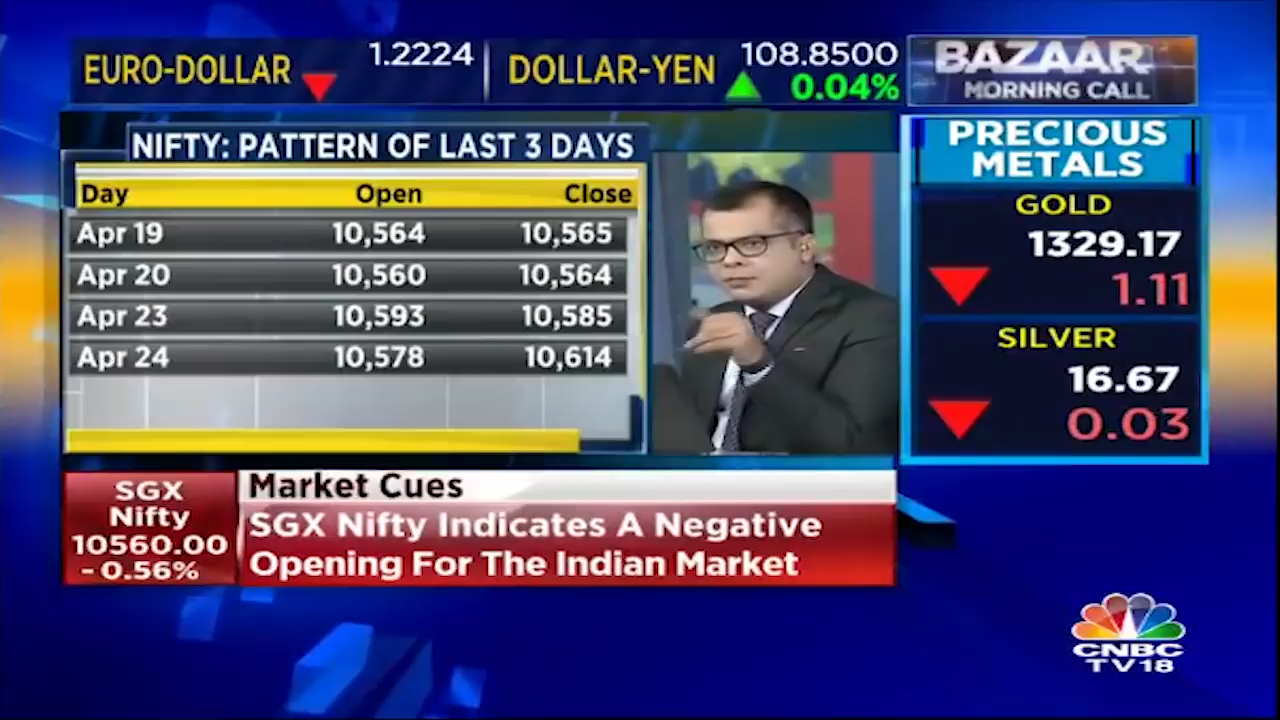 EURO-DOLLAR 1.2224
DOLLAR-YEN 108.8500
0.04%
BAZAAR
MORNING CALL
NIFTY: PATTERN OF LAST 3 DAYS
Day Open Close
Apr 19 10,564 10,565
Apr 20 10,560 10,564
Apr 23 10,593 10,585
Apr 24 10,578 10,614
PRECIOUS
METALS
GOLD
1329.17
1.11
SILVER
16.67
0.03
SGX
Nifty
10560.00
-0.56%
Market Cues
SGX Nifty Indicates A Negative
Opening For The Indian Market
CNBC
TV18